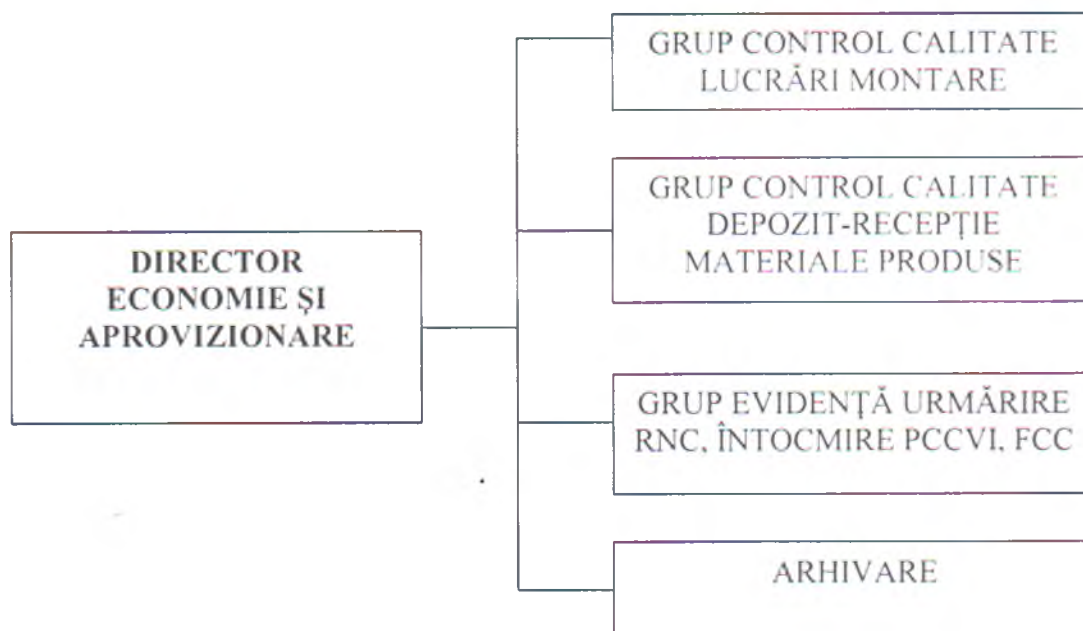 GRUP CONTROL CALITATE
LUCRĂRI MONTARE
GRUP CONTROL CALITATE
DEPOZIT-RECEPȚIE
MATERIALE PRODUSE
DIRECTOR
ECONOMIE ȘI
APROVIZIONARE
GRUP EVIDENȚĂ URMĂRIRE
RNC, ÎNTOCMIRE PCCVI, FCC
ARHIVARE